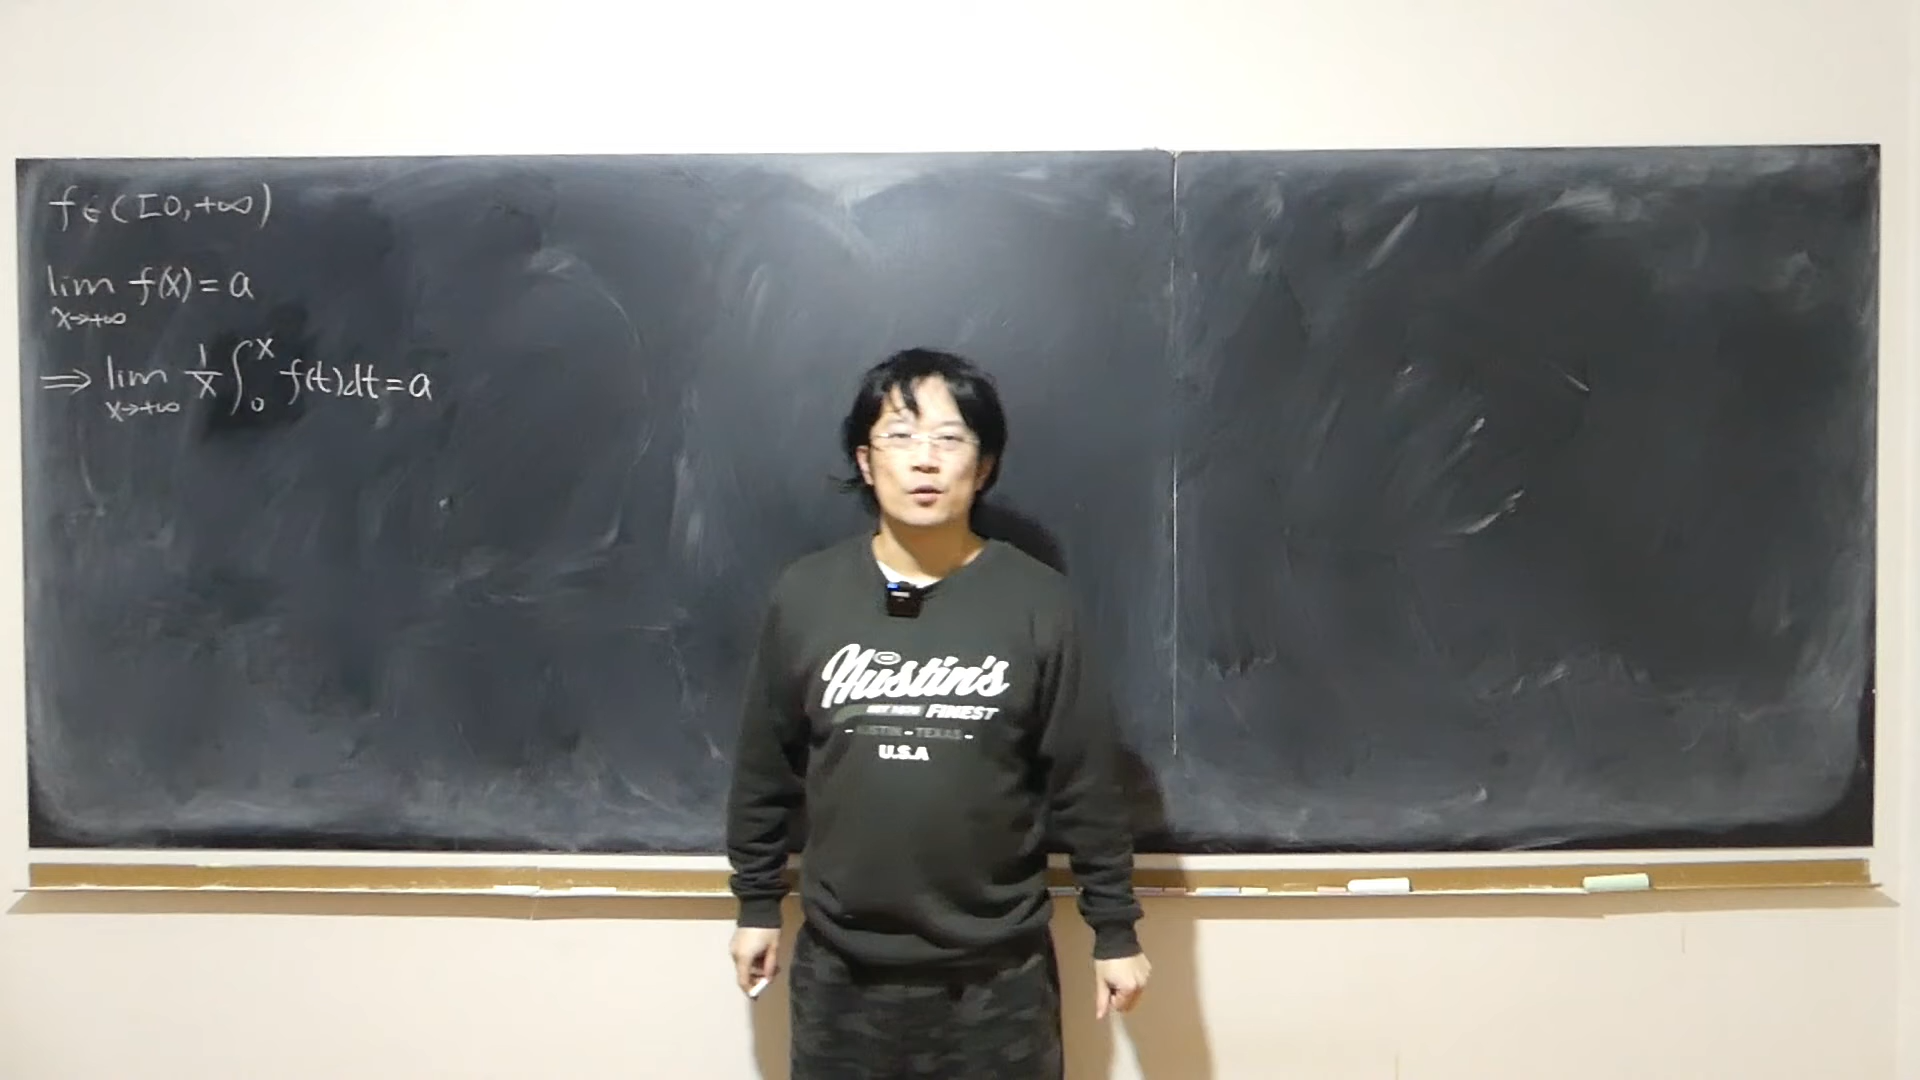 f ∈ C([0,+∞)
lim f(x) = a
x→+∞
⇒ lim 1/x ∫₀ˣ f(t)dt = a
x→+∞
Austin's
FINEST
AUSTIN - TEXAS
U.S.A